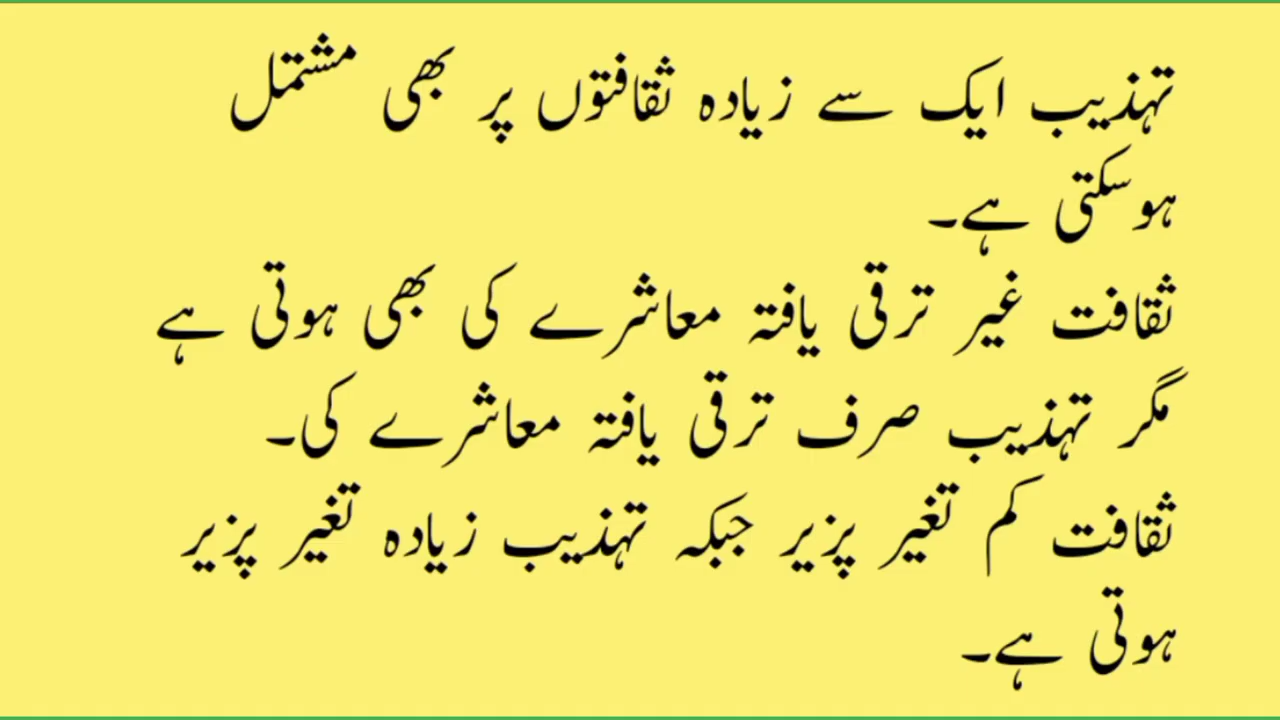 تہذیب ایک سے زیادہ ثقافتوں پر بھی مشتمل
ہوسکتی ہے۔
ثقافت غیر ترقی یافتہ معاشرے کی بھی ہوتی ہے
مگر تہذیب صرف ترقی یافتہ معاشرے کی۔
ثقافت کم تغیر پزیر جبکہ تہذیب زیادہ تغیر پزیر
ہوتی ہے۔